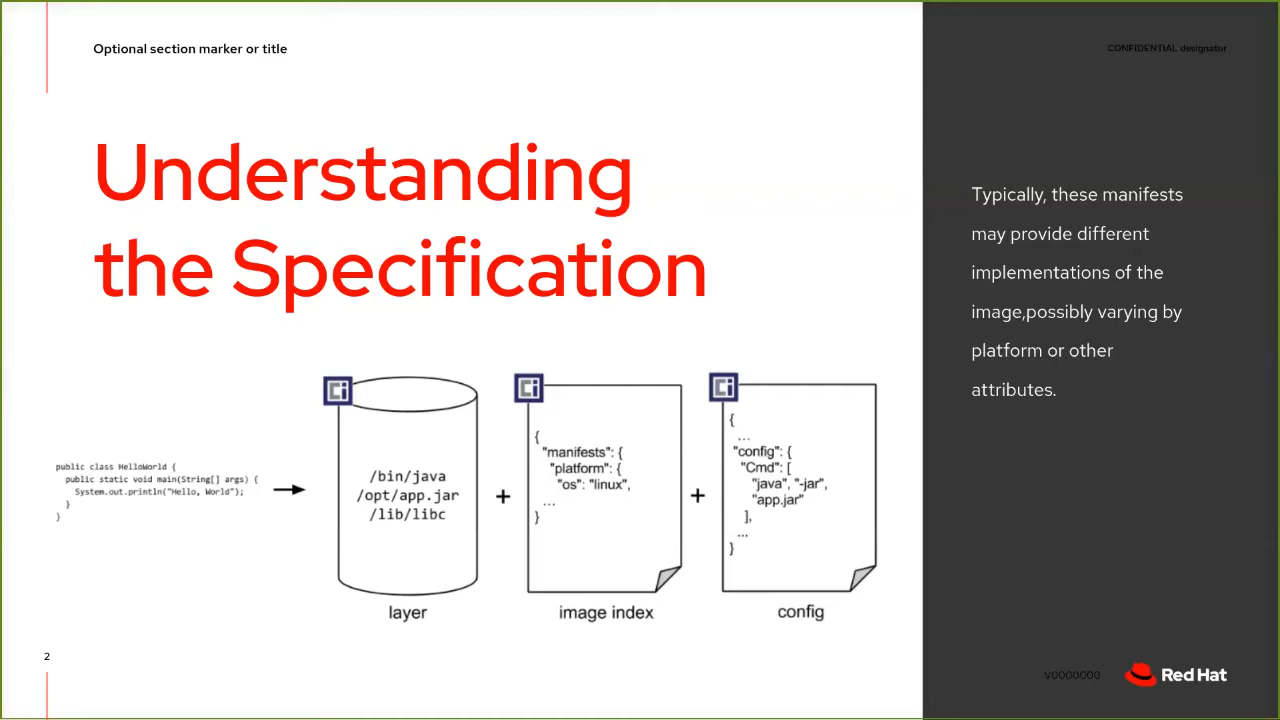 Optional section marker or title
CONFIDENTIAL designator
Understanding
the Specification
Typically, these manifests
may provide different
implementations of the
image,possibly varying by
platform or other
attributes.
public class HelloWorld {
public static void main(String[] args) {
System.out.println("Hello, World");
}
}
Ci
/bin/java
/opt/app.jar
/lib/libc
layer
+
Ci
{
"manifests": {
"platform": {
"os": "linux",
...
}
image index
+
Ci
{
...
"config": {
"Cmd": [
"java", "-jar",
"app.jar"
],
...
}
config
2
V0000000
Red Hat